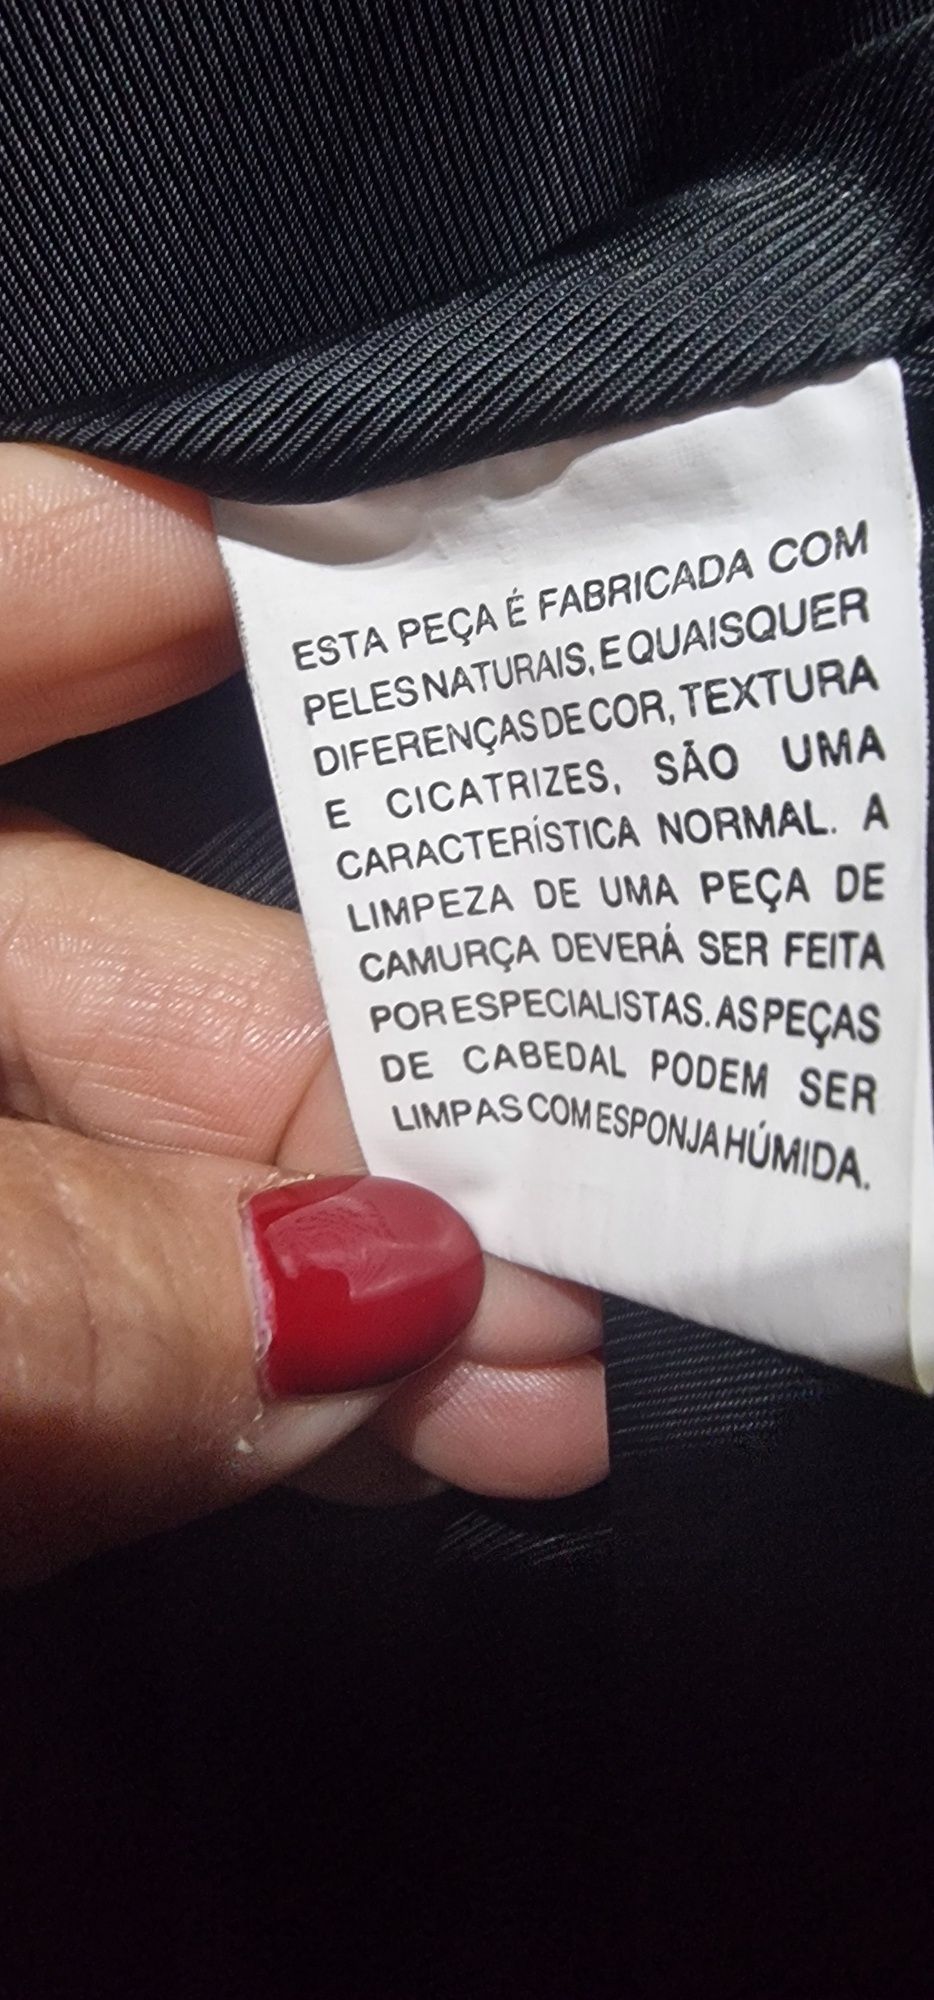 ESTA PEÇA É FABRICADA COM
PELES NATURAIS, E QUAISQUER
DIFERENÇAS DE COR, TEXTURA
E CICATRIZES, SÃO UMA
CARACTERÍSTICA NORMAL. A
LIMPEZA DE UMA PEÇA DE
CAMURÇA DEVERÁ SER FEITA
POR ESPECIALISTAS. AS PEÇAS
DE CABEDAL PODEM SER
LIMPAS COM ESPONJA HÚMIDA.